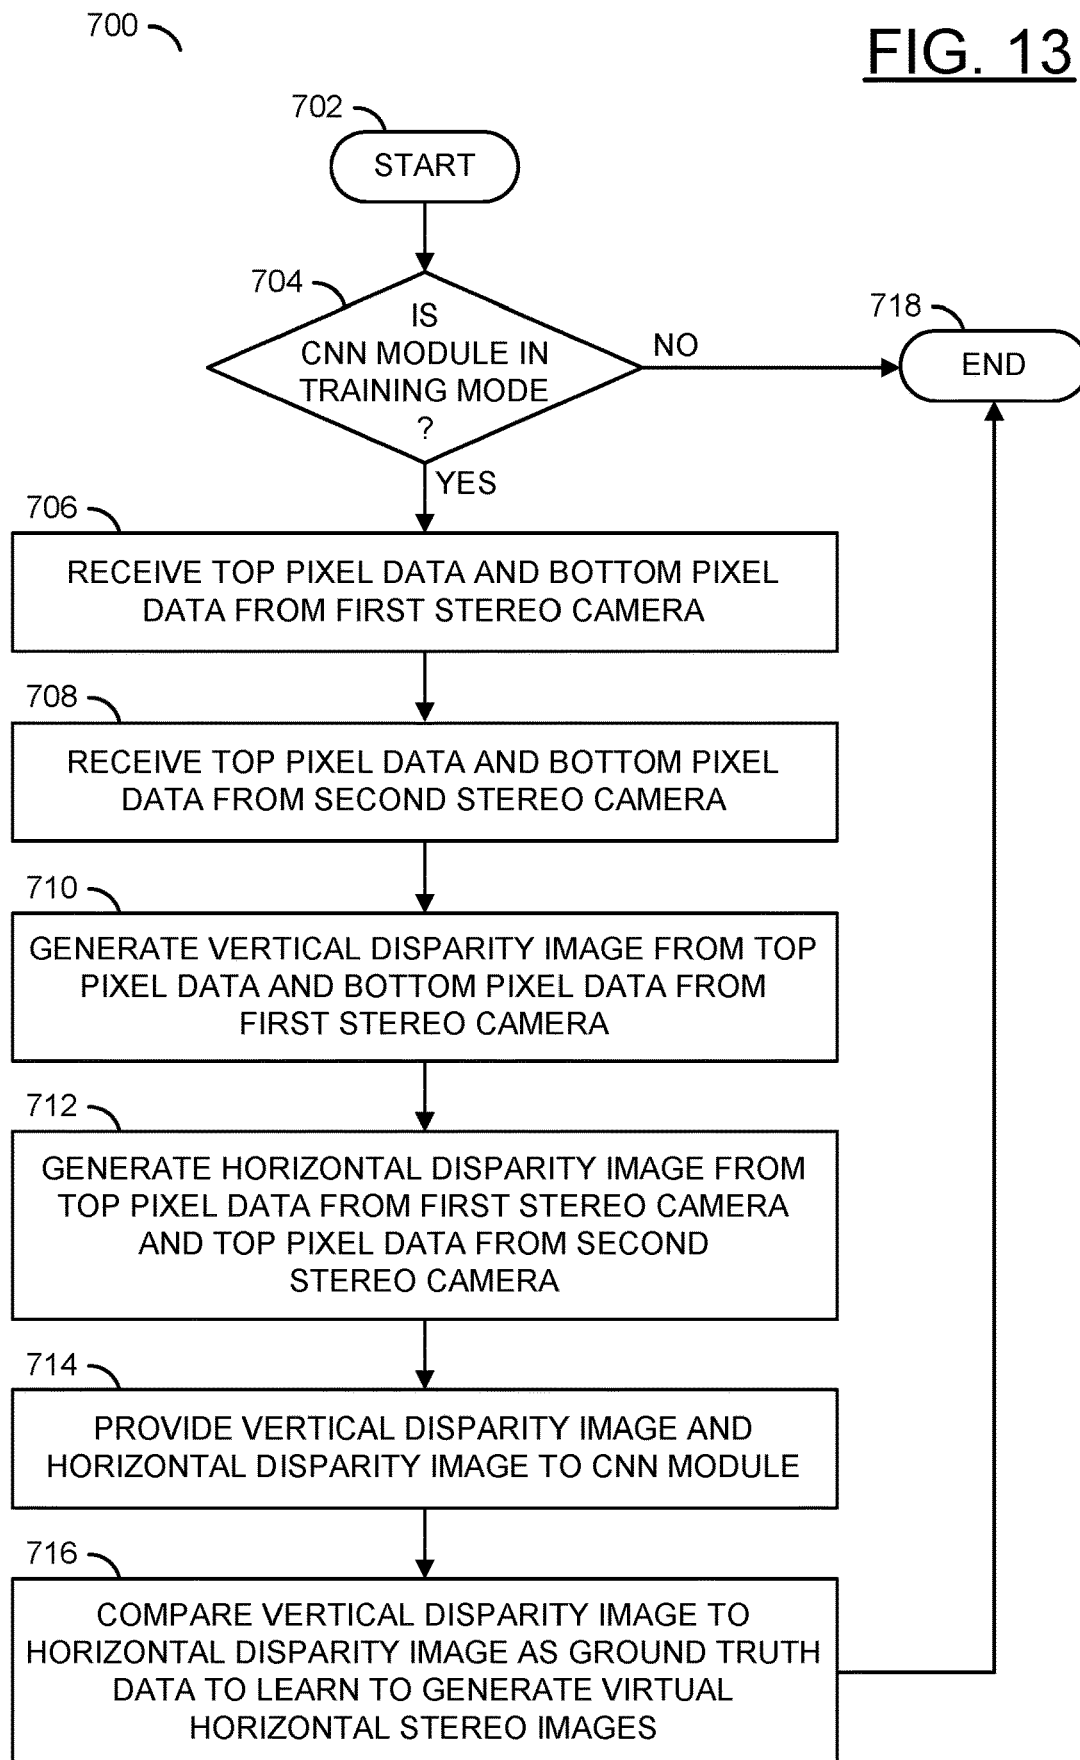 700
FIG. 13
702
START
704
IS
CNN MODULE IN
TRAINING MODE
?
NO
718
END
YES
706
RECEIVE TOP PIXEL DATA AND BOTTOM PIXEL
DATA FROM FIRST STEREO CAMERA
708
RECEIVE TOP PIXEL DATA AND BOTTOM PIXEL
DATA FROM SECOND STEREO CAMERA
710
GENERATE VERTICAL DISPARITY IMAGE FROM TOP
PIXEL DATA AND BOTTOM PIXEL DATA FROM
FIRST STEREO CAMERA
712
GENERATE HORIZONTAL DISPARITY IMAGE FROM
TOP PIXEL DATA FROM FIRST STEREO CAMERA
AND TOP PIXEL DATA FROM SECOND
STEREO CAMERA
714
PROVIDE VERTICAL DISPARITY IMAGE AND
HORIZONTAL DISPARITY IMAGE TO CNN MODULE
716
COMPARE VERTICAL DISPARITY IMAGE TO
HORIZONTAL DISPARITY IMAGE AS GROUND TRUTH
DATA TO LEARN TO GENERATE VIRTUAL
HORIZONTAL STEREO IMAGES